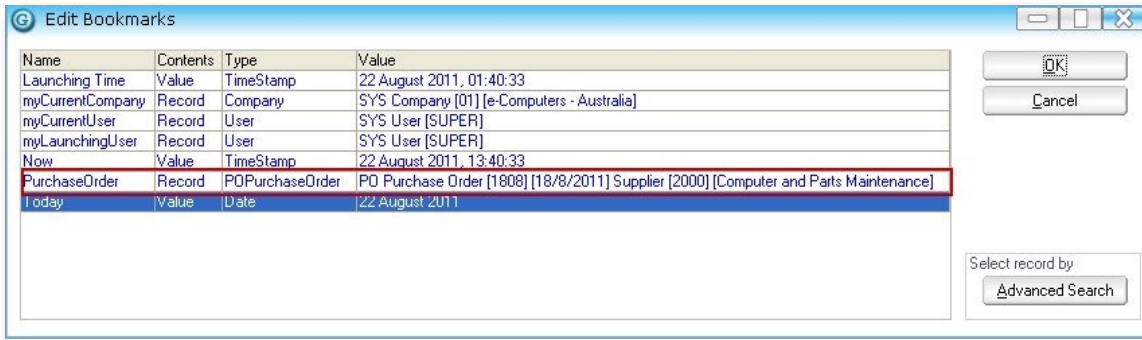 Edit Bookmarks
Name Contents Type Value
Launching Time Value TimeStamp 22 August 2011, 01:40:33
myCurrentCompany Record Company SYS Company [01] [e-Computers - Australia]
myCurrentUser Record User SYS User [SUPER]
myLaunchingUser Record User SYS User [SUPER]
Now Value TimeStamp 22 August 2011, 13:40:33
PurchaseOrder Record POPurchaseOrder PO Purchase Order [1808] [18/8/2011] Supplier [2000] [Computer and Parts Maintenance]
Today Value Date 22 August 2011
OK
Cancel
Select record by
Advanced Search